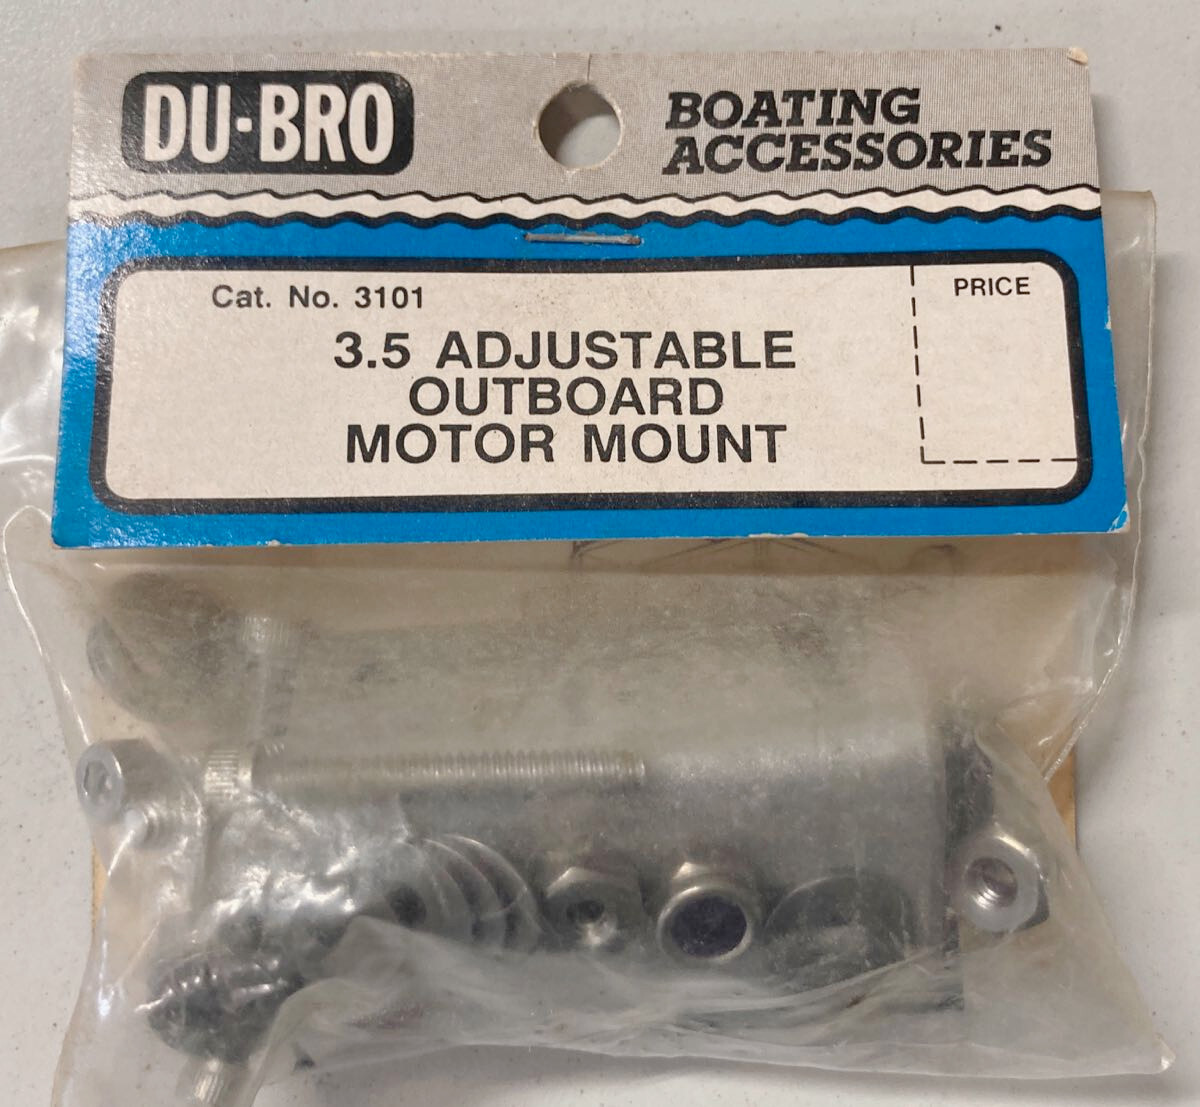 DU-BRO
BOATING
ACCESSORIES
Cat. No. 3101
PRICE
3.5 ADJUSTABLE
OUTBOARD
MOTOR MOUNT